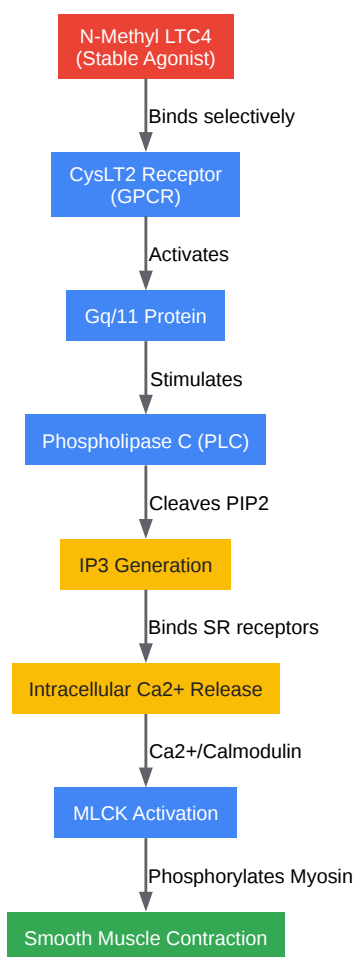 N-Methyl LTC4
(Stable Agonist)
Binds selectively
CysLT2 Receptor
(GPCR)
Activates
Gq/11 Protein
Stimulates
Phospholipase C (PLC)
Cleaves PIP2
IP3 Generation
Binds SR receptors
Intracellular Ca2+ Release
Ca2+/Calmodulin
MLCK Activation
Phosphorylates Myosin
Smooth Muscle Contraction